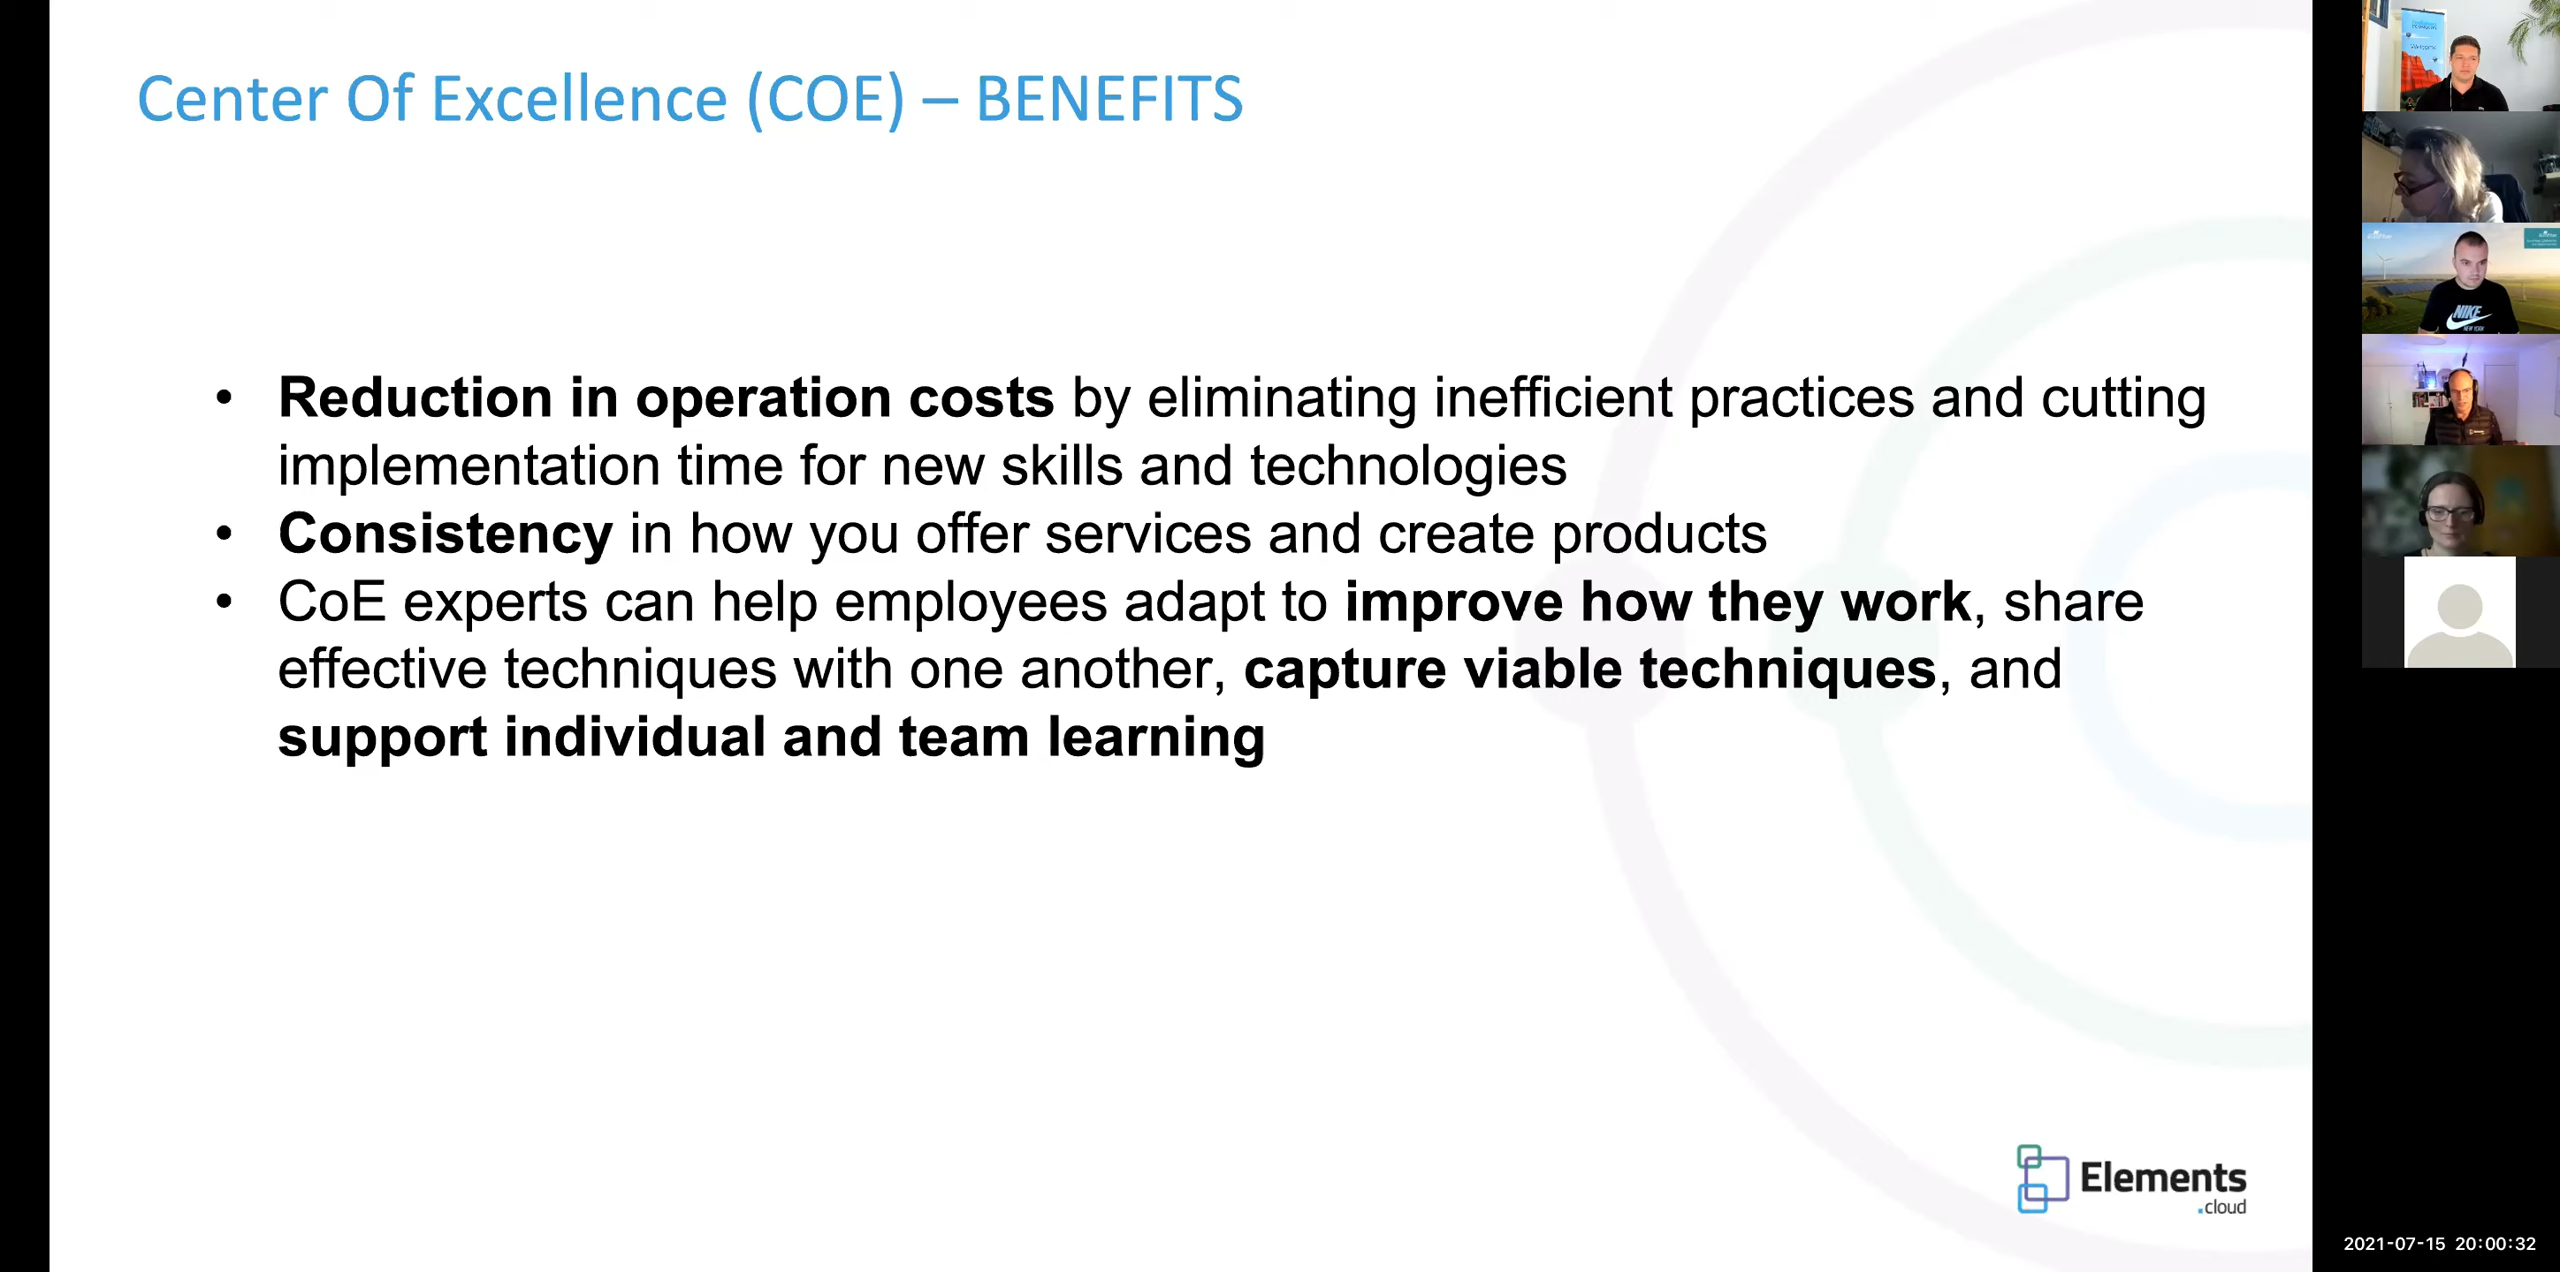 Center Of Excellence (COE) – BENEFITS
• Reduction in operation costs by eliminating inefficient practices and cutting
implementation time for new skills and technologies
• Consistency in how you offer services and create products
• CoE experts can help employees adapt to improve how they work, share
effective techniques with one another, capture viable techniques, and
support individual and team learning
Elements
.cloud
NIKE
NEW YORK
2021-07-15 20:00:32